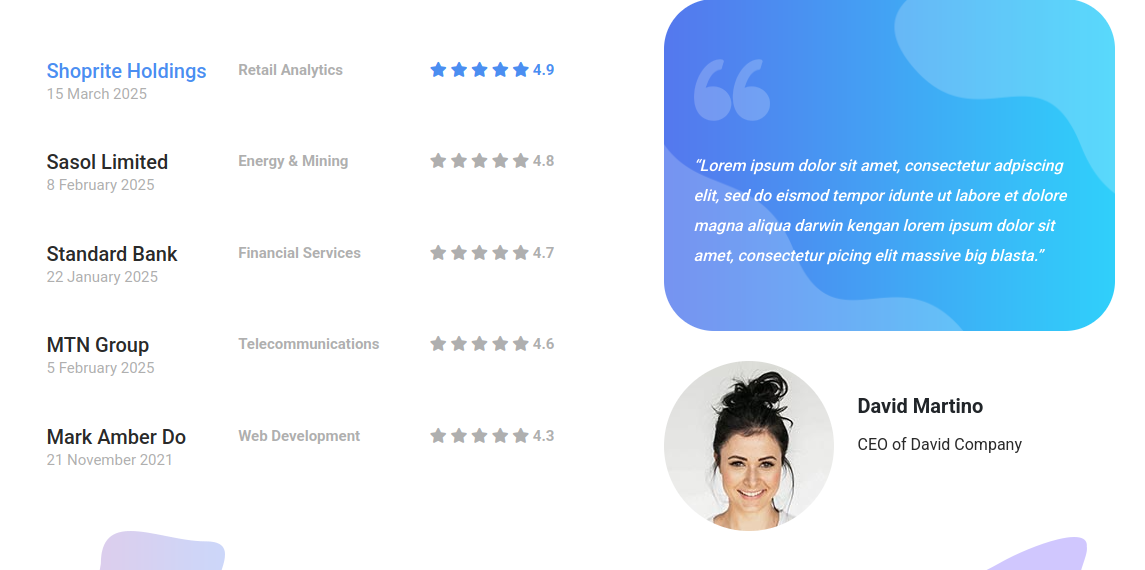 Shoprite Holdings
15 March 2025
Retail Analytics
4.9
Sasol Limited
8 February 2025
Energy & Mining
4.8
Standard Bank
22 January 2025
Financial Services
4.7
MTN Group
5 February 2025
Telecommunications
4.6
Mark Amber Do
21 November 2021
Web Development
4.3
“Lorem ipsum dolor sit amet, consectetur adipiscing
elit, sed do eismod tempor idunte ut labore et dolore
magna aliqua darwin kengan lorem ipsum dolor sit
amet, consectetur picing elit massive big blasta.”
David Martino
CEO of David Company